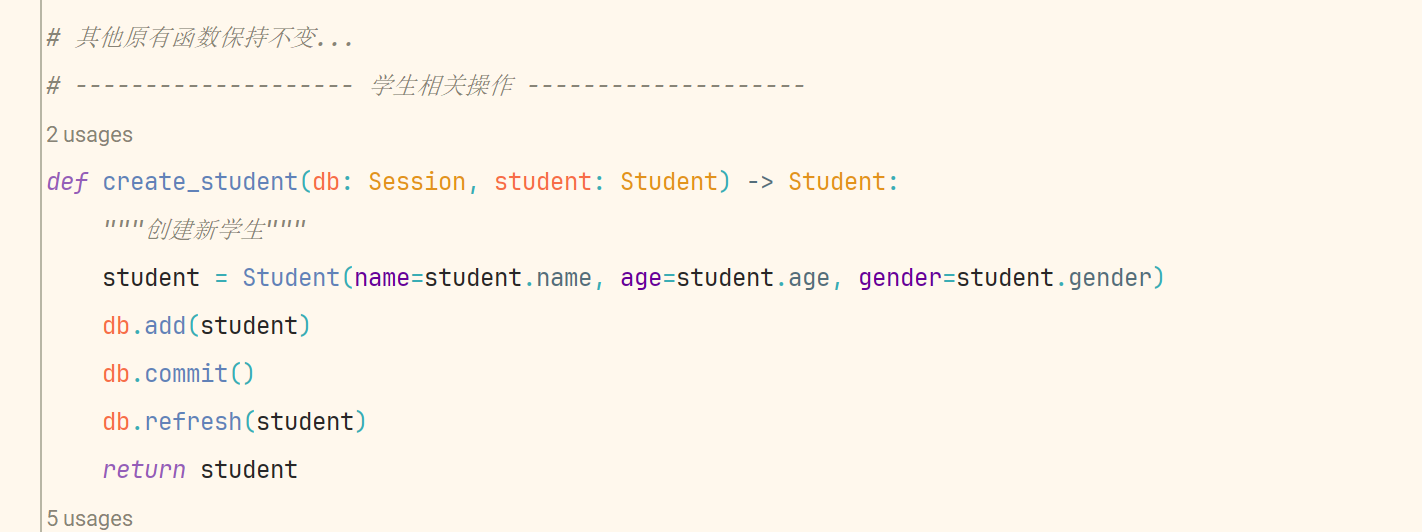 # 其他原有函数保持不变...
# -------------------- 学生相关操作 --------------------
2 usages
def create_student(db: Session, student: Student) -> Student:
    """创建新学生"""
    student = Student(name=student.name, age=student.age, gender=student.gender)
    db.add(student)
    db.commit()
    db.refresh(student)
    return student
5 usages